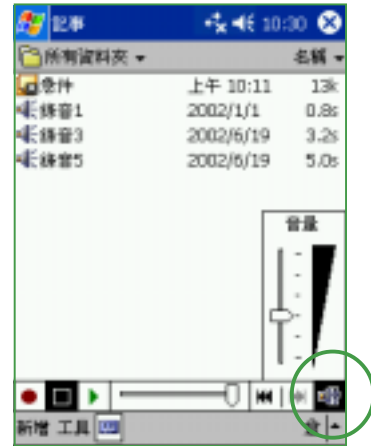 記事 10:30
所有資料夾 名稱
急件 上午 10:11 13k
錄音1 2002/1/1 0.8s
錄音3 2002/6/19 3.2s
錄音5 2002/6/19 5.0s
音量
新增 工具